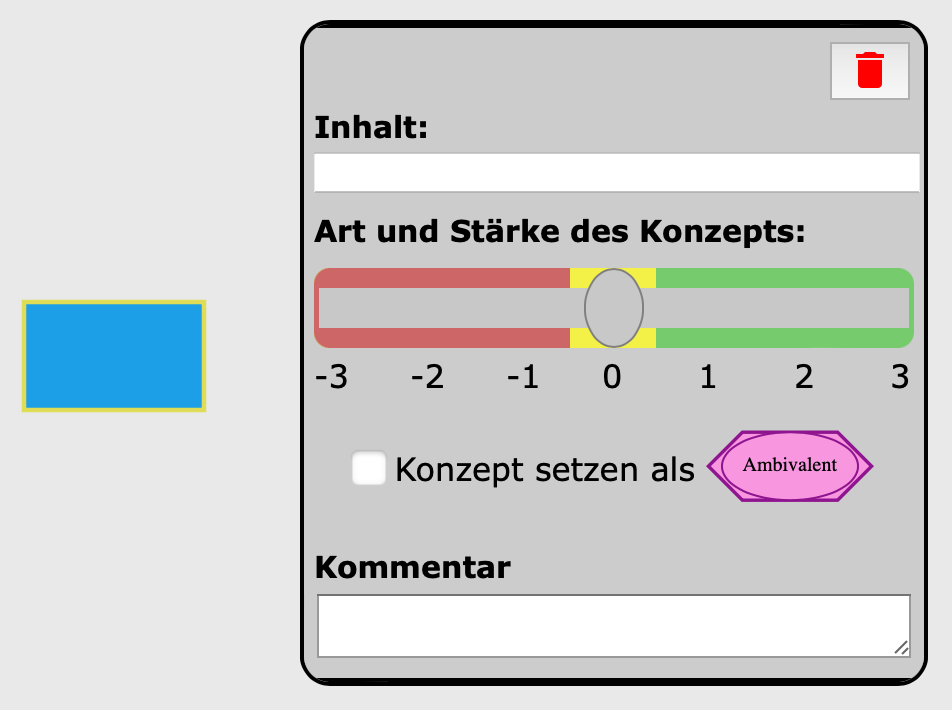 Inhalt:
Art und Stärke des Konzepts:
-3 -2 -1 0 1 2 3
Konzept setzen als Ambivalent
Kommentar